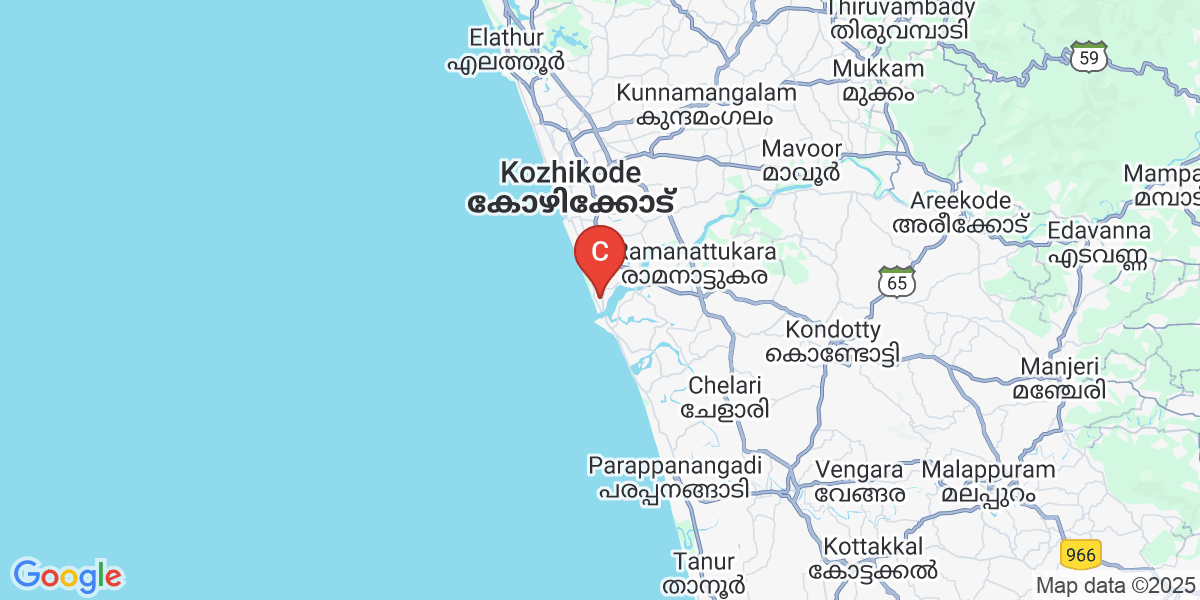 Thiruvambady
തിരുവമ്പാടി
Elathur
എലത്തൂർ
59
Mukkam
മുക്കം
Kunnamangalam
കുന്ദമംഗലം
Mavoor
മാവൂർ
Kozhikode
കോഴിക്കോട്
Mampa
മമ്പാട
Areekode
അരീക്കോട്
Edavanna
എടവണ്ണ
C
Ramanattukara
രാമനാട്ടുകര
65
Kondotty
കൊണ്ടോട്ടി
Manjeri
മഞ്ചേരി
Chelari
ചേളാരി
Parappanangadi
പരപ്പനങ്ങാടി
Vengara
വേങ്ങര
Malappuram
മലപ്പുറം
Kottakkal
കോട്ടക്കൽ
966
Tanur
താനൂർ
Google
Map data ©2025